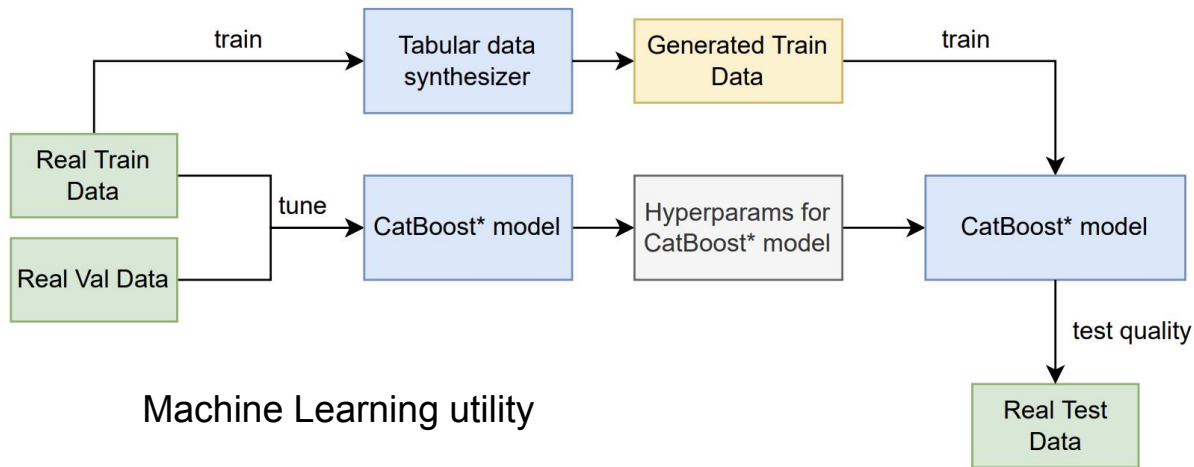 train
Tabular data
synthesizer
Generated Train
Data
train
Real Train
Data
tune
CatBoost* model
Hyperparams for
CatBoost* model
CatBoost* model
Real Val Data
test quality
Machine Learning utility
Real Test
Data